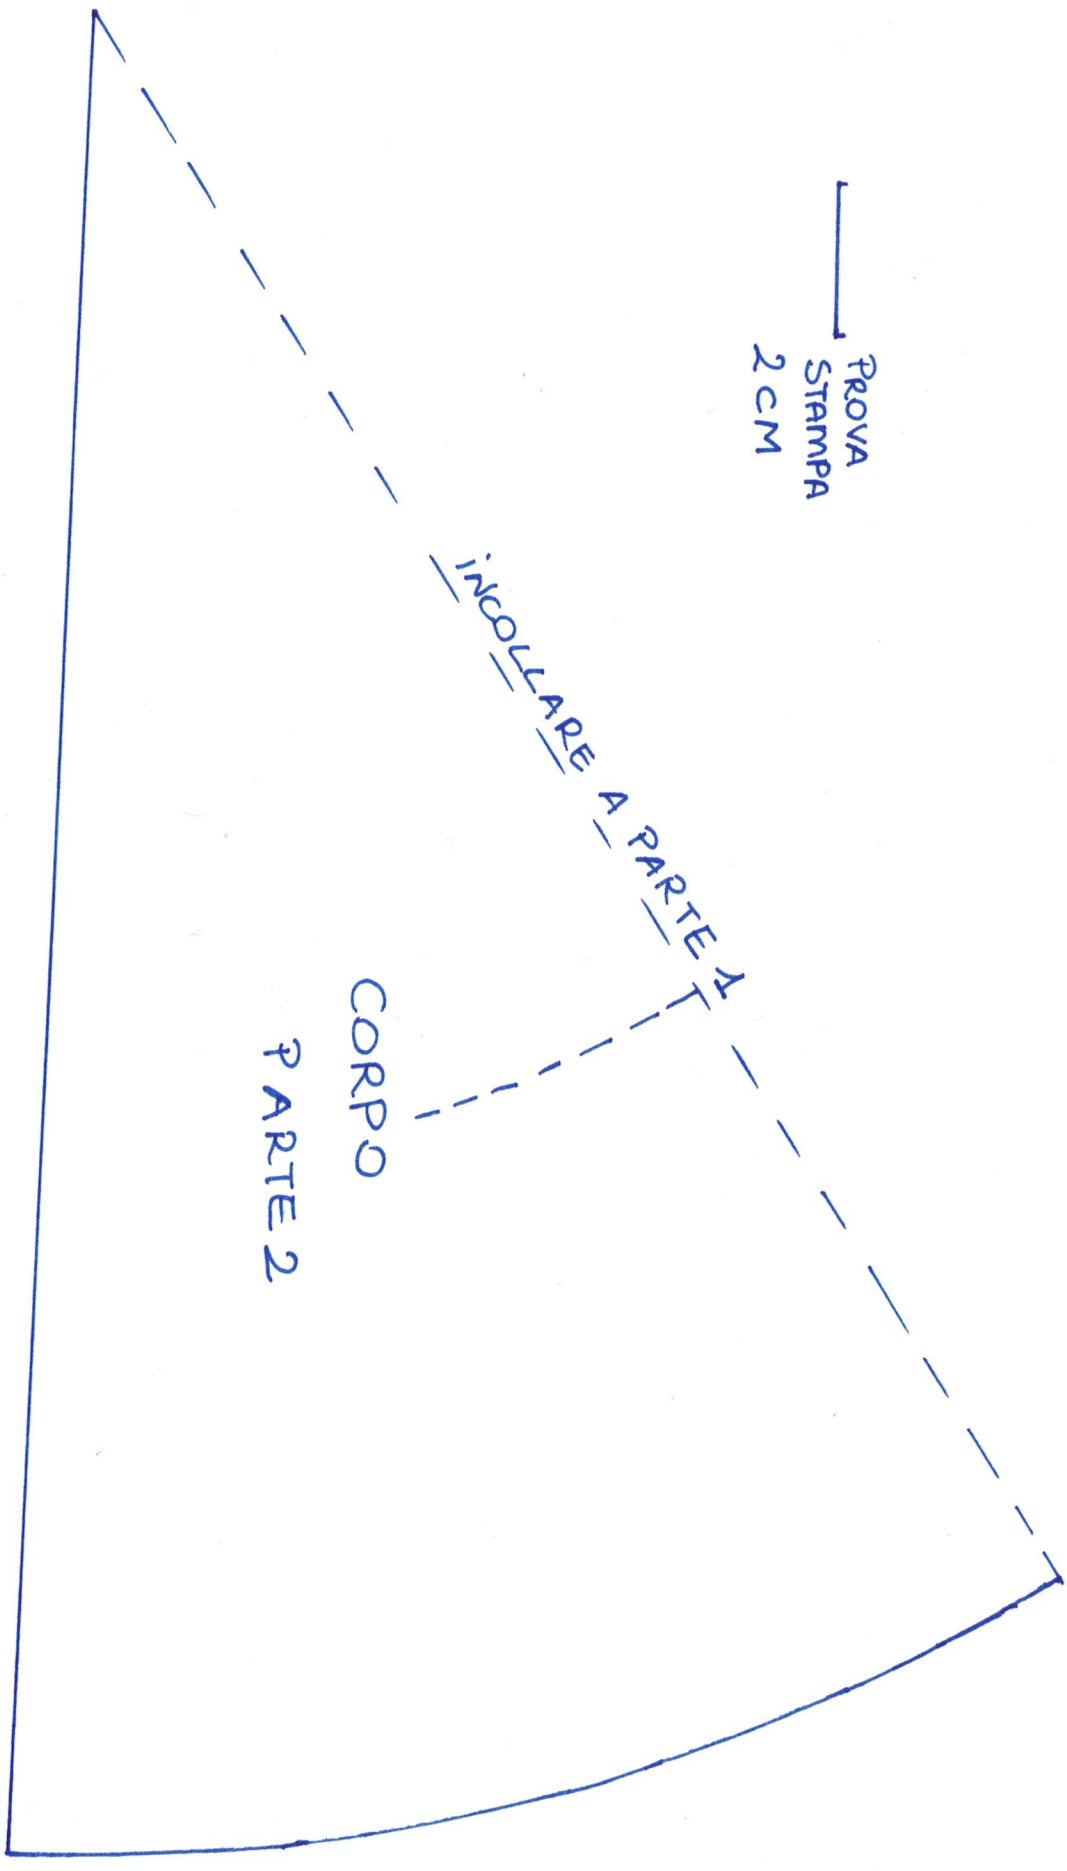 PROVA
STAMPA
2 CM
iNCOLLARE A PARTE 1
CORPO
PARTE 2